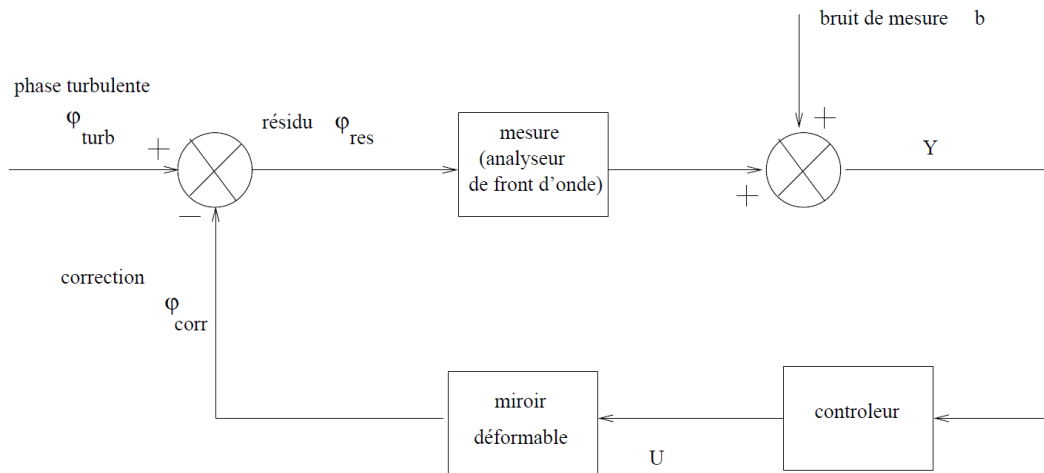 bruit de mesure b
phase turbulente
φ turb
+
résidu φ res
mesure
(analyseur
de front d'onde)
+
+
Y
−
correction
φ corr
miroir
déformable
controleur
U